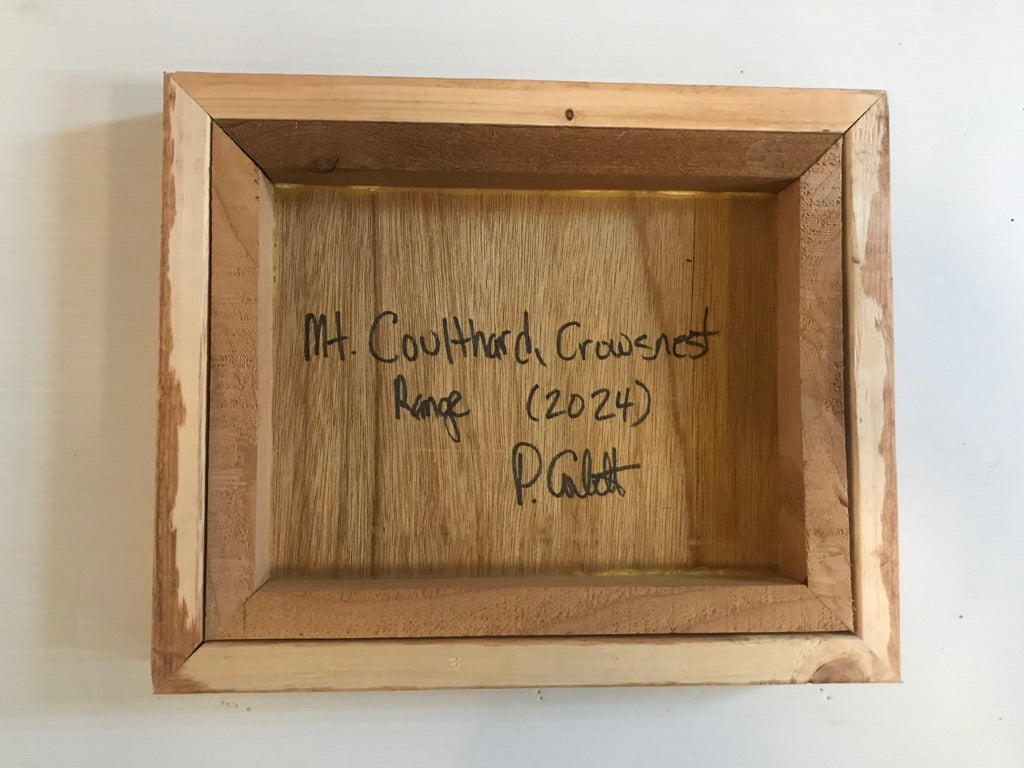 Mt. Coulthard, Crowsnest
Range (2024)
P.